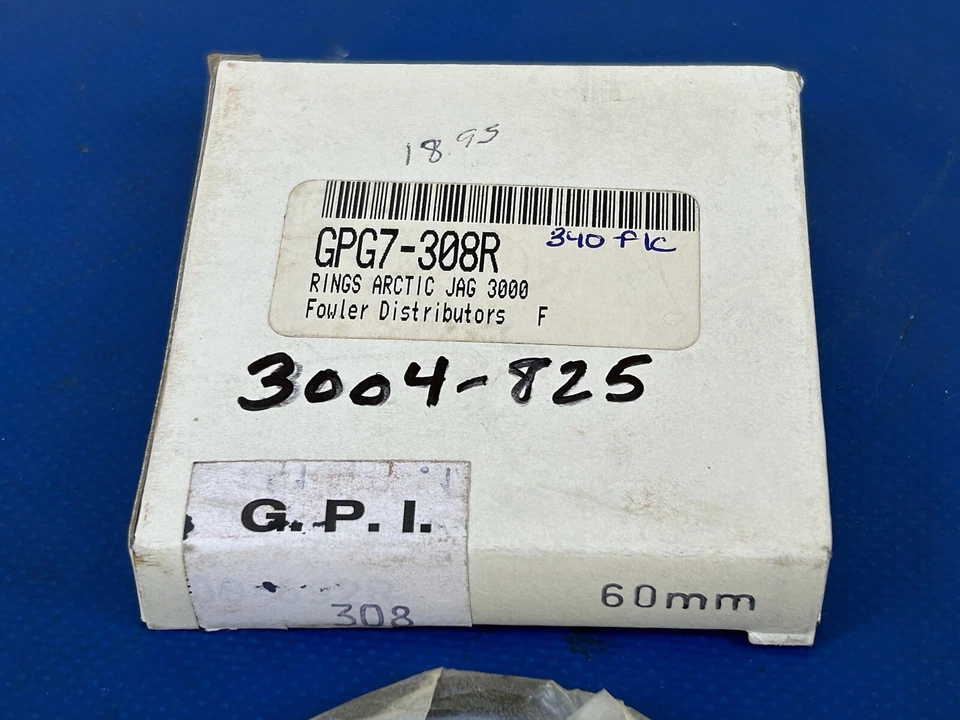 18.95
GPG7-308R
340 F/C
RINGS ARCTIC JAG 3000
Fowler Distributors F
3004-825
G. P. I.
308
60mm